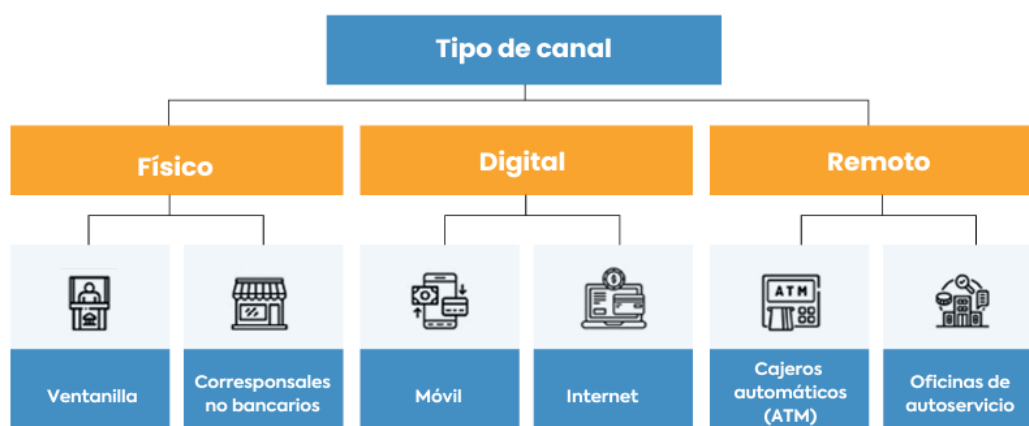 Tipo de canal
Físico
Digital
Remoto
ATM
Ventanilla
Corresponsales
no bancarios
Móvil
Internet
Cajeros
automáticos
(ATM)
Oficinas de
autoservicio